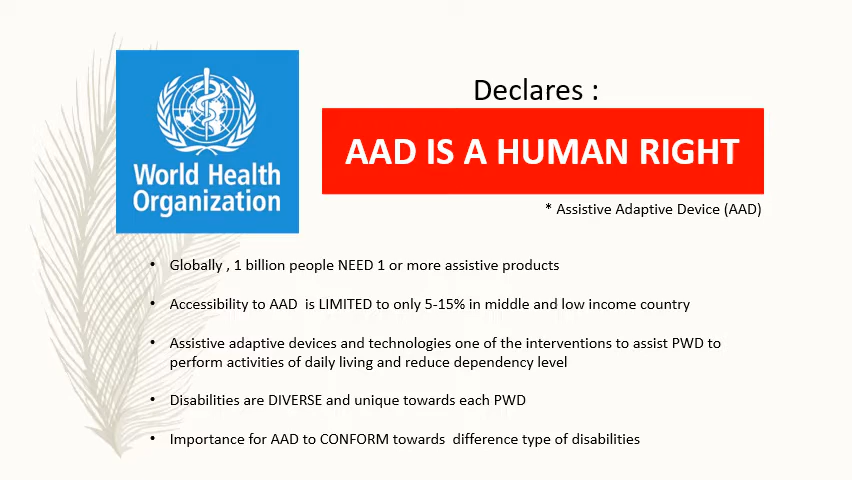 World Health
Organization
Declares :
AAD IS A HUMAN RIGHT
* Assistive Adaptive Device (AAD)
• Globally , 1 billion people NEED 1 or more assistive products
• Accessibility to AAD  is LIMITED to only 5-15% in middle and low income country
• Assistive adaptive devices and technologies one of the interventions to assist PWD to
perform activities of daily living and reduce dependency level
• Disabilities are DIVERSE and unique towards each PWD
• Importance for AAD to CONFORM towards  difference type of disabilities